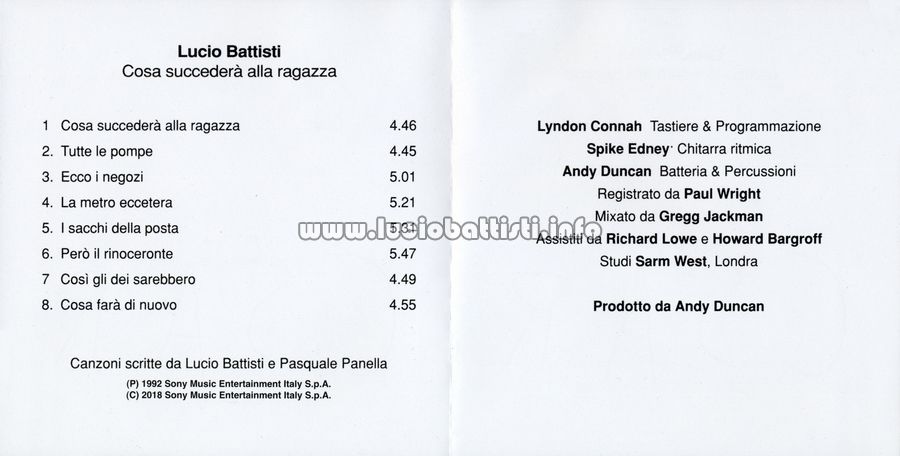 Lucio Battisti
Cosa succederà alla ragazza
1 Cosa succederà alla ragazza 4.46
2. Tutte le pompe 4.45
3. Ecco i negozi 5.01
4. La metro eccetera 5.21
5. I sacchi della posta 5.31
6. Però il rinoceronte 5.47
7 Così gli dei sarebbero 4.49
8. Cosa farà di nuovo 4.55
Canzoni scritte da Lucio Battisti e Pasquale Panella
(P) 1992 Sony Music Entertainment Italy S.p.A.
(C) 2018 Sony Music Entertainment Italy S.p.A.
Lyndon Connah Tastiere & Programmazione
Spike Edney Chitarra ritmica
Andy Duncan Batteria & Percussioni
Registrato da Paul Wright
Mixato da Gregg Jackman
Assistiti da Richard Lowe e Howard Bargroff
Studi Sarm West, Londra
Prodotto da Andy Duncan
www.luciobattisti.info